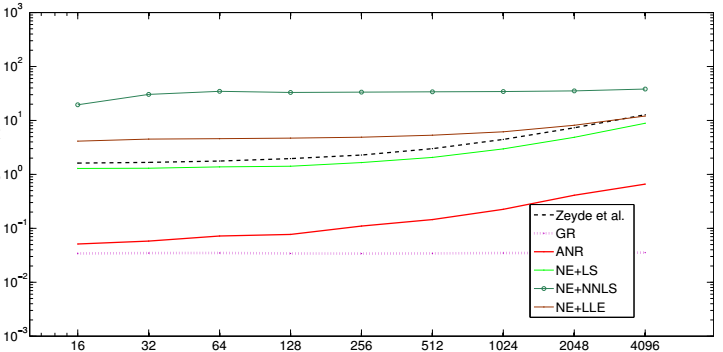 10^3
10^2
10^1
10^0
10^-1
10^-2
10^-3
Zeyde et al.
GR
ANR
NE+LS
NE+NNLS
NE+LLE
16 32 64 128 256 512 1024 2048 4096